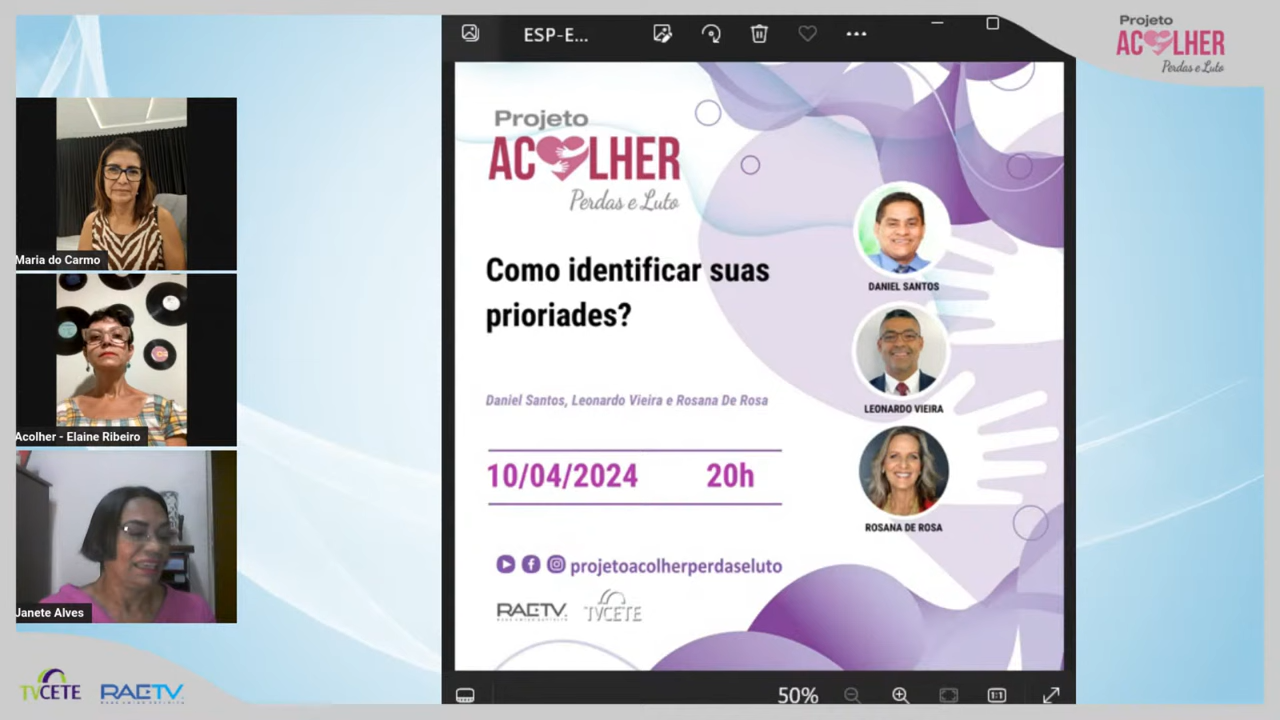 ESP-E...
Projeto
ACOLHER
Perdas e Luto
Projeto
ACOLHER
Perdas e Luto
Como identificar suas
prioriades?
Daniel Santos, Leonardo Vieira e Rosana De Rosa
10/04/2024 20h
projetoacolherperdaseluto
RAETV.
TVCETE
DANIEL SANTOS
LEONARDO VIEIRA
ROSANA DE ROSA
Maria do Carmo
Acolher - Elaine Ribeiro
Janete Alves
TVCETE
RAETV.
50%
1:1